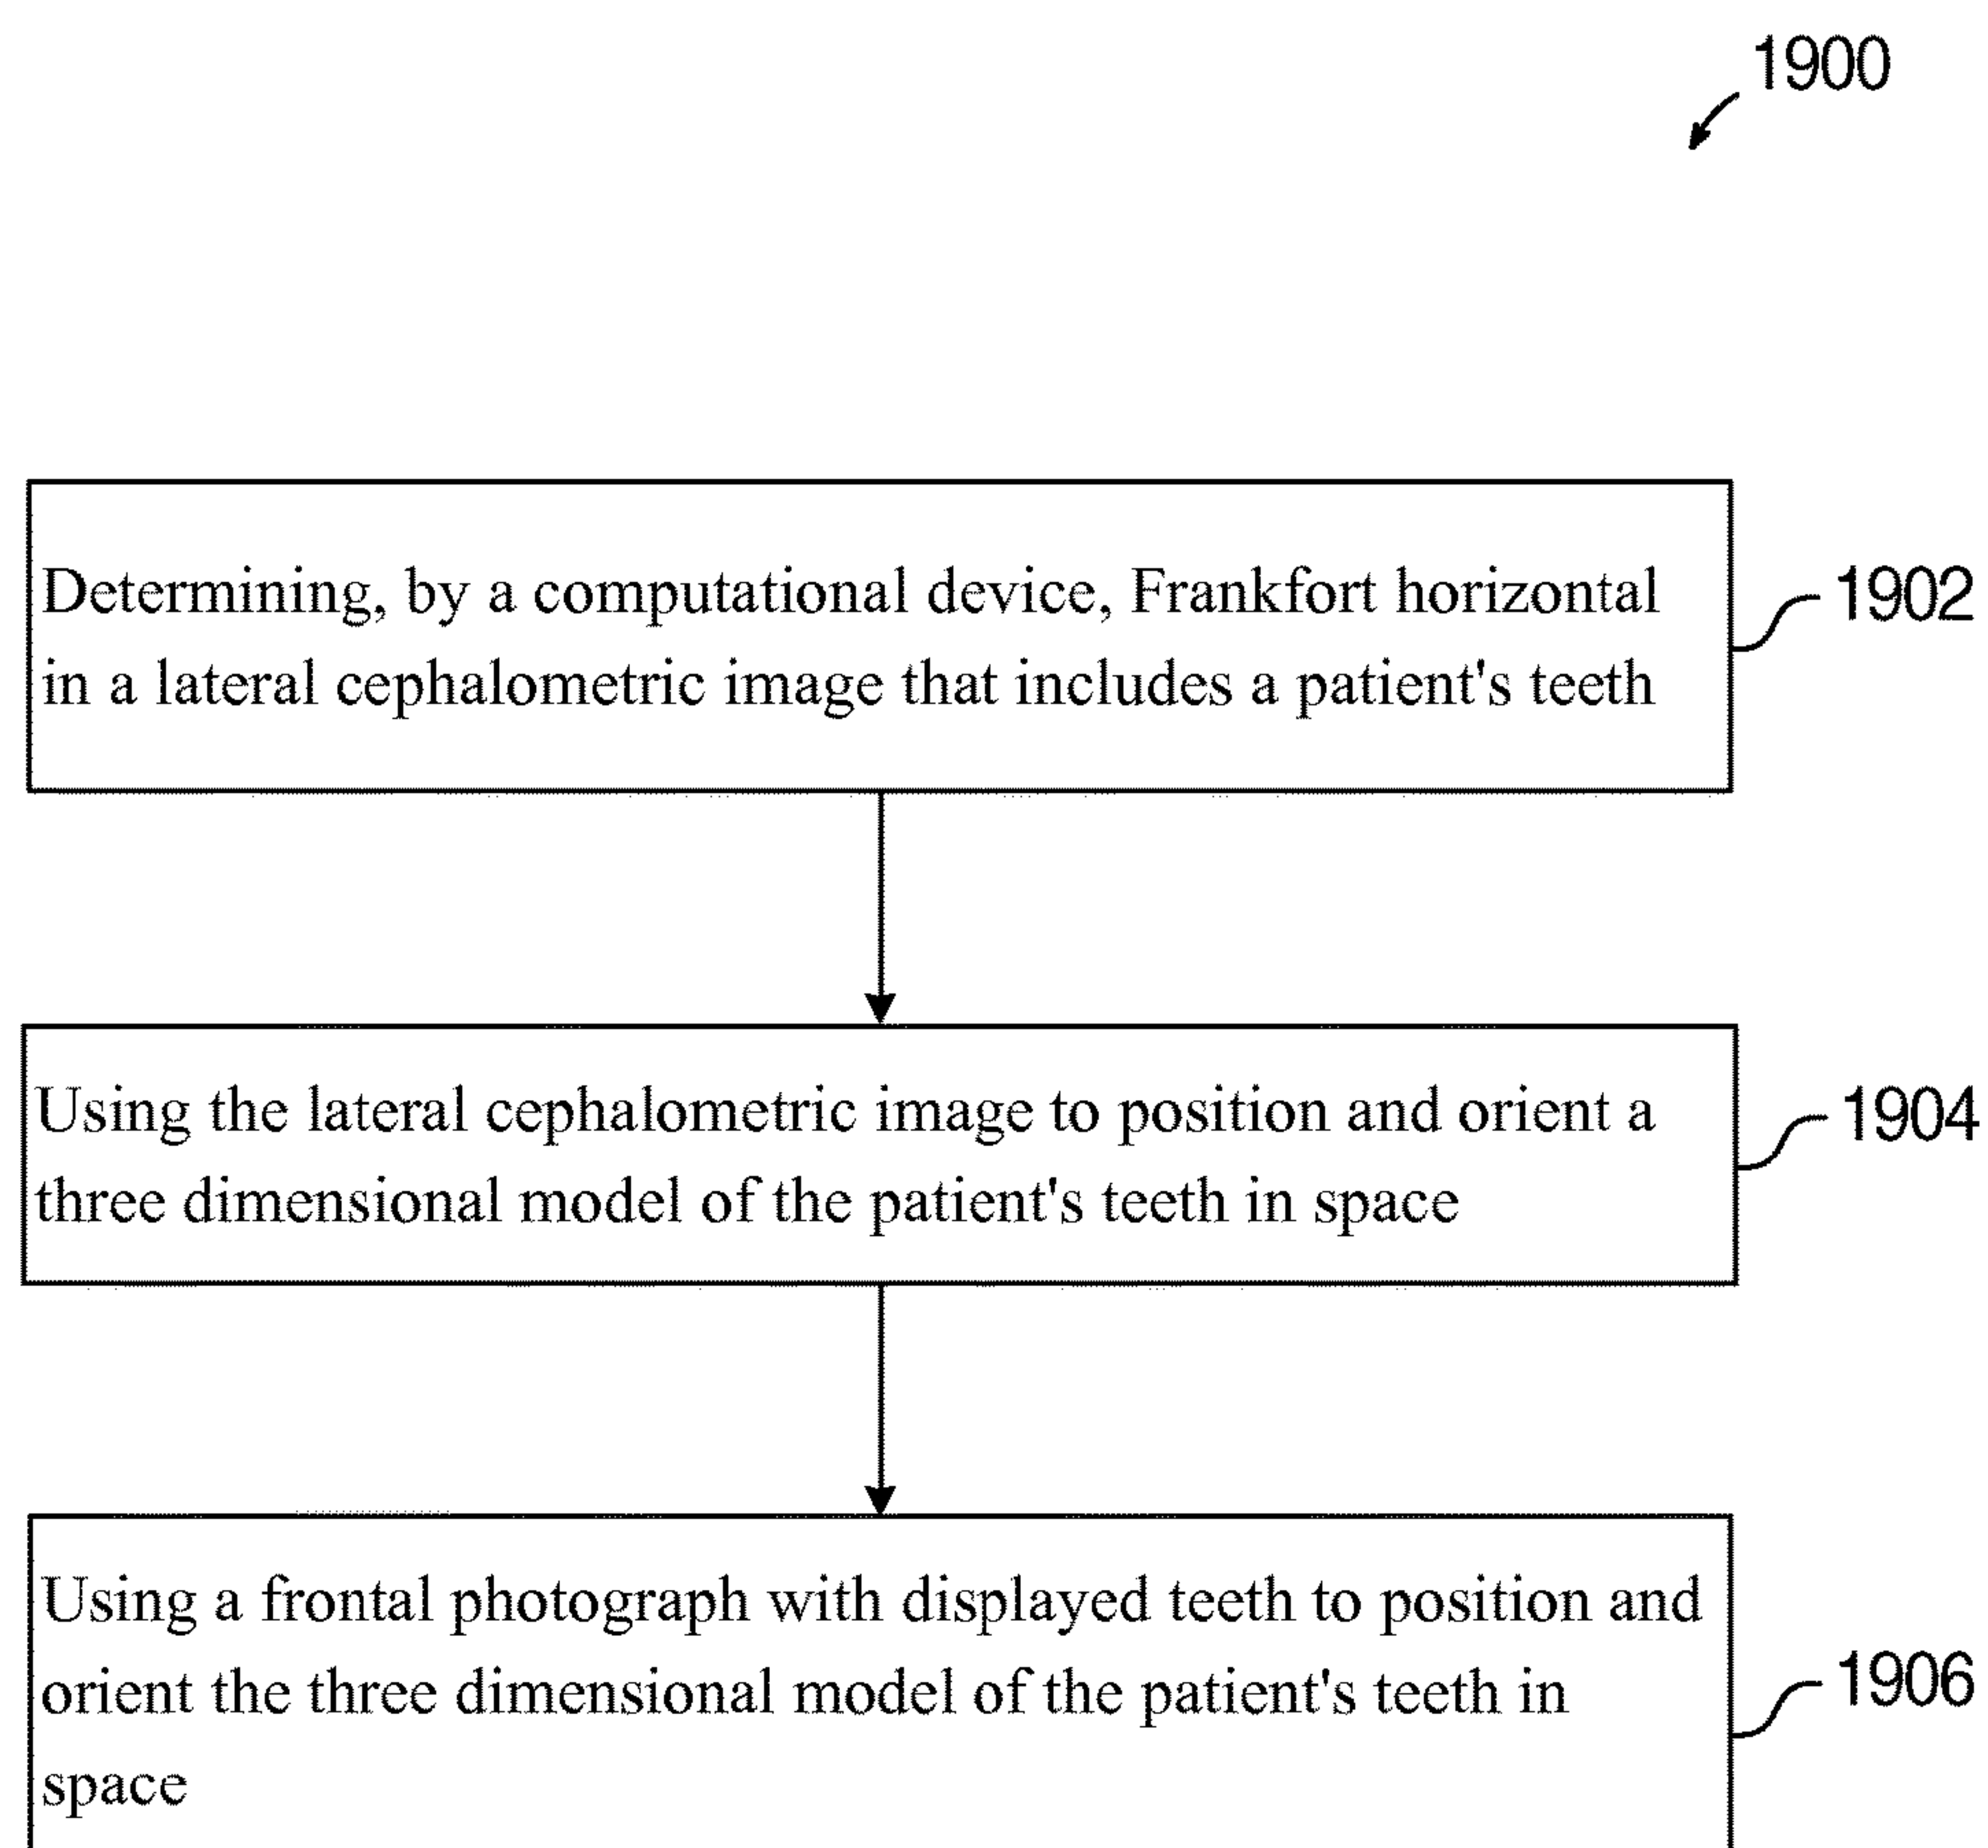 1900
Determining, by a computational device, Frankfort horizontal
in a lateral cephalometric image that includes a patient's teeth
1902
Using the lateral cephalometric image to position and orient a
three dimensional model of the patient's teeth in space
1904
Using a frontal photograph with displayed teeth to position and
orient the three dimensional model of the patient's teeth in
space
1906